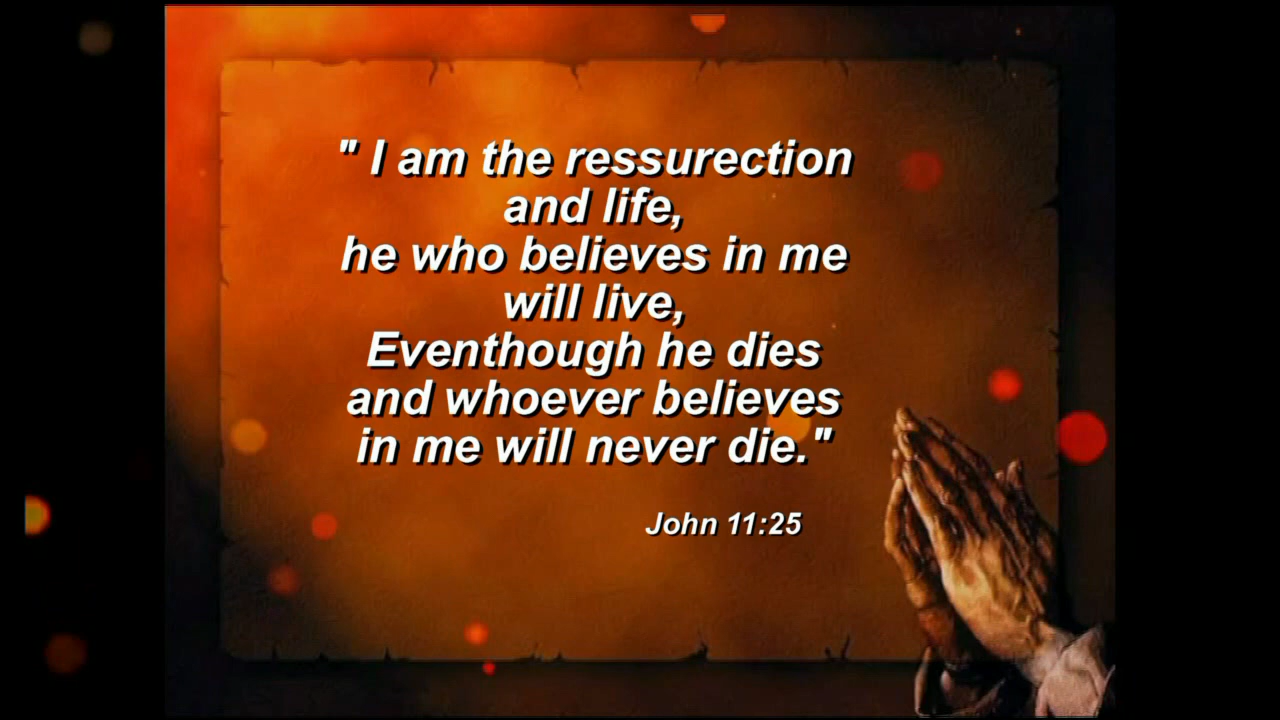 " I am the ressurection
and life,
he who believes in me
will live,
Eventhough he dies
and whoever believes
in me will never die."
John 11:25